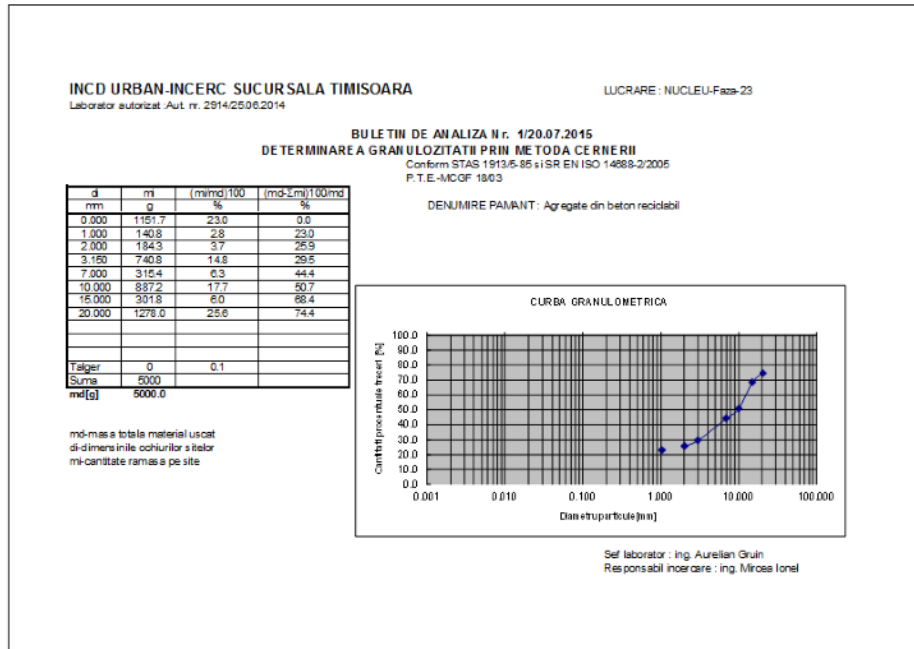 INCD URBAN-INCERC SUCURSALA TIMISOARA
LUCRARE : NUCLEU-Faza-23
Laborator autorizat :Aut. nr. 2914/25.06.2014
BULETIN DE ANALIZA Nr. 1/20.07.2015
DETERMINAREA GRANULOZITATII PRIN METODA CERNERII
Conform STAS 1913/5-85 si SR EN ISO 14688-2/2005
P.T.E.-MCGF 18/03
DENUMIRE PAMANT : Agregate din beton reciclabil
di mi (mi/md)100 (md-Σmi)100/md
mm g % %
0.000 1151.7 23.0 0.0
1.000 140.8 2.8 23.0
2.000 184.3 3.7 25.9
3.150 740.8 14.8 29.5
7.000 315.4 6.3 44.4
10.000 887.2 17.7 50.7
15.000 301.8 6.0 68.4
20.000 1278.0 25.6 74.4
Talger 0 0.1
Suma 5000
md[g] 5000.0
md-masa totala material uscat
di-dimensinile ochiurilor sitelor
mi-cantitate ramasa pe site
CURBA GRANULOMETRICA
Cantitati procentuale treceri [%]
100.0
90.0
80.0
70.0
60.0
50.0
40.0
30.0
20.0
10.0
0.0
0.001 0.010 0.100 1.000 10.000 100.000
Diametru particule[mm]
Sef laborator : ing. Aurelian Gruin
Responsabil incercare : ing. Mircea Ionel